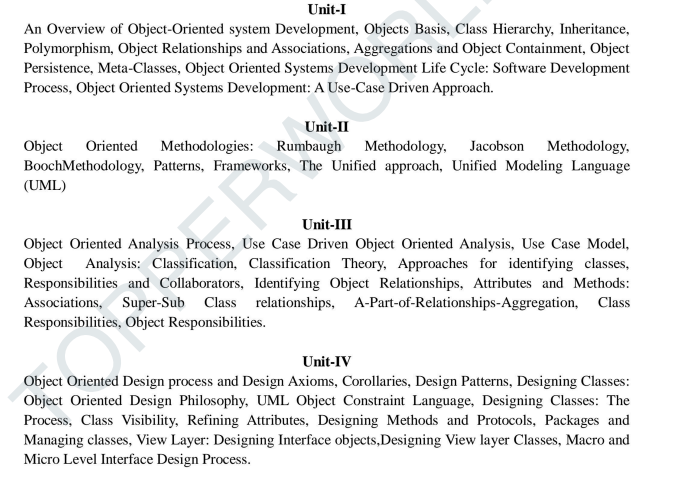 Unit-I
An Overview of Object-Oriented system Development, Objects Basis, Class Hierarchy, Inheritance,
Polymorphism, Object Relationships and Associations, Aggregations and Object Containment, Object
Persistence, Meta-Classes, Object Oriented Systems Development Life Cycle: Software Development
Process, Object Oriented Systems Development: A Use-Case Driven Approach.
Unit-II
Object Oriented Methodologies: Rumbaugh Methodology, Jacobson Methodology,
BoochMethodology, Patterns, Frameworks, The Unified approach, Unified Modeling Language
(UML)
Unit-III
Object Oriented Analysis Process, Use Case Driven Object Oriented Analysis, Use Case Model,
Object Analysis: Classification, Classification Theory, Approaches for identifying classes,
Responsibilities and Collaborators, Identifying Object Relationships, Attributes and Methods:
Associations, Super-Sub Class relationships, A-Part-of-Relationships-Aggregation, Class
Responsibilities, Object Responsibilities.
Unit-IV
Object Oriented Design process and Design Axioms, Corollaries, Design Patterns, Designing Classes:
Object Oriented Design Philosophy, UML Object Constraint Language, Designing Classes: The
Process, Class Visibility, Refining Attributes, Designing Methods and Protocols, Packages and
Managing classes, View Layer: Designing Interface objects,Designing View layer Classes, Macro and
Micro Level Interface Design Process.
TOPPERWORL